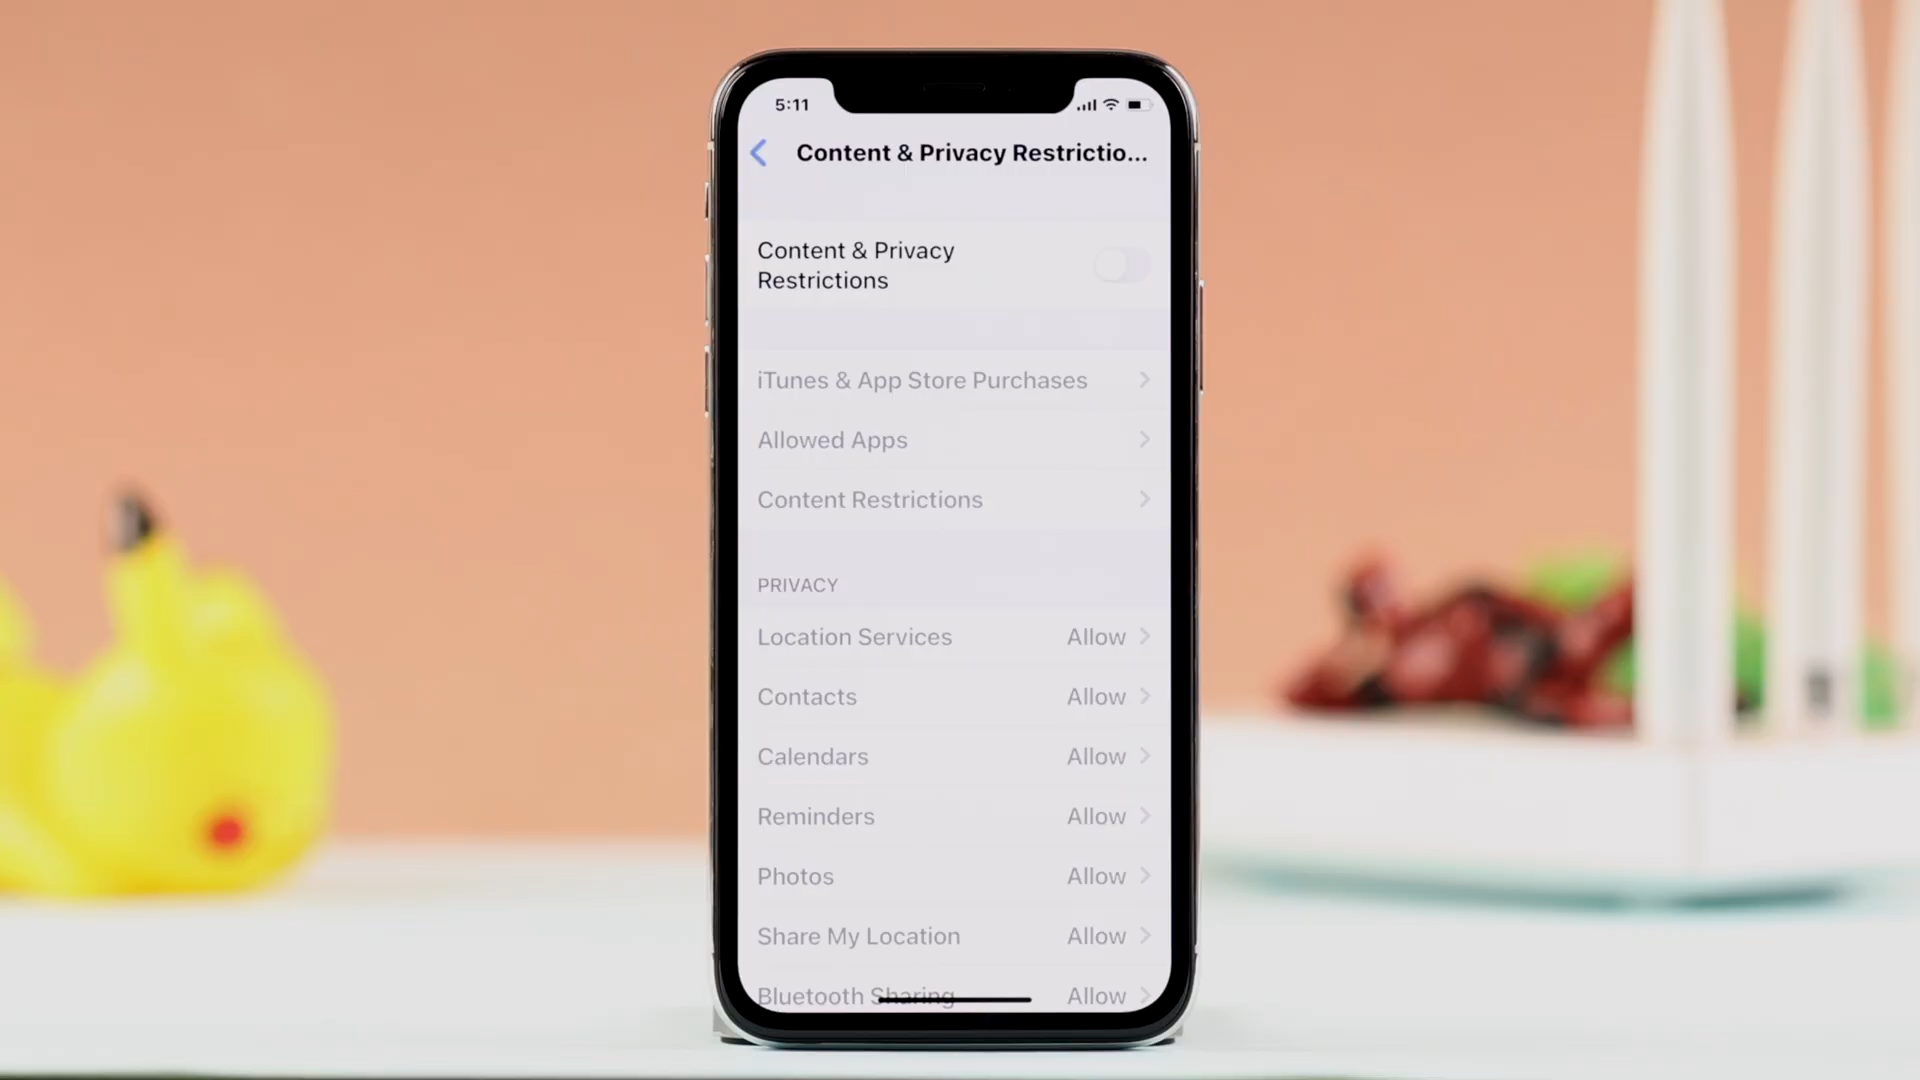 5:11
Content & Privacy Restrictio...
Content & Privacy
Restrictions
iTunes & App Store Purchases
Allowed Apps
Content Restrictions
PRIVACY
Location Services Allow
Contacts Allow
Calendars Allow
Reminders Allow
Photos Allow
Share My Location Allow
Bluetooth Sharing Allow